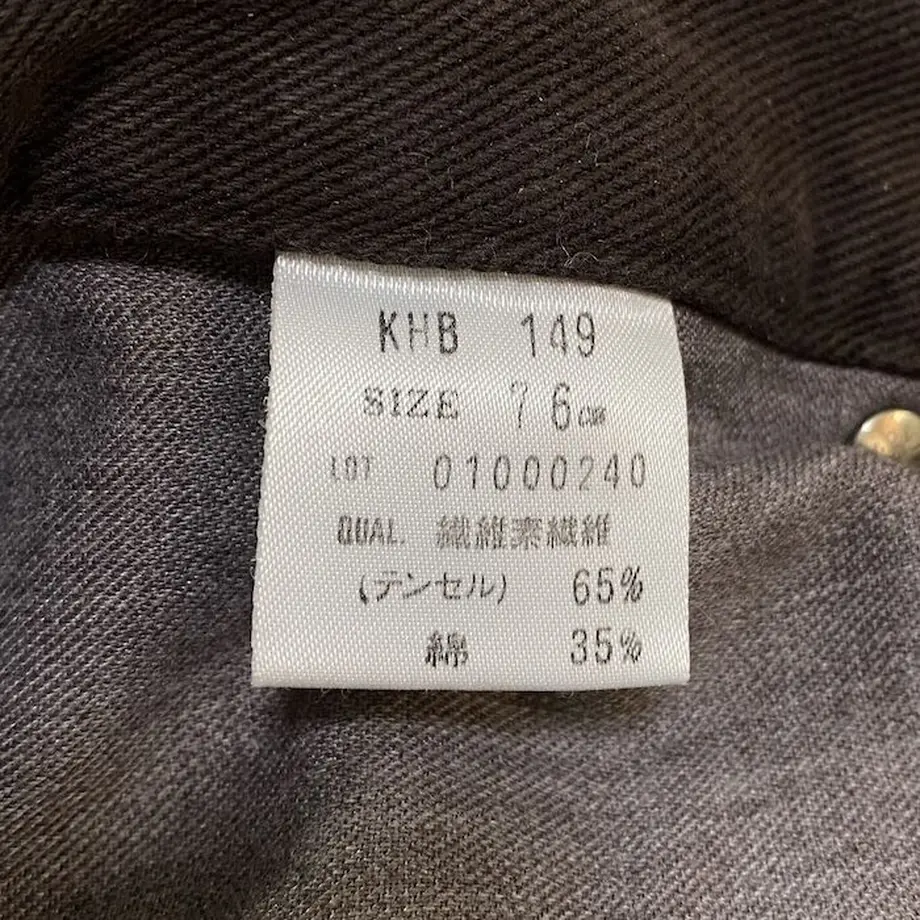 KHB 149
SIZE 76cm
LOT 01000240
QUAL. 繊維素繊維
(テンセル) 65%
綿 35%